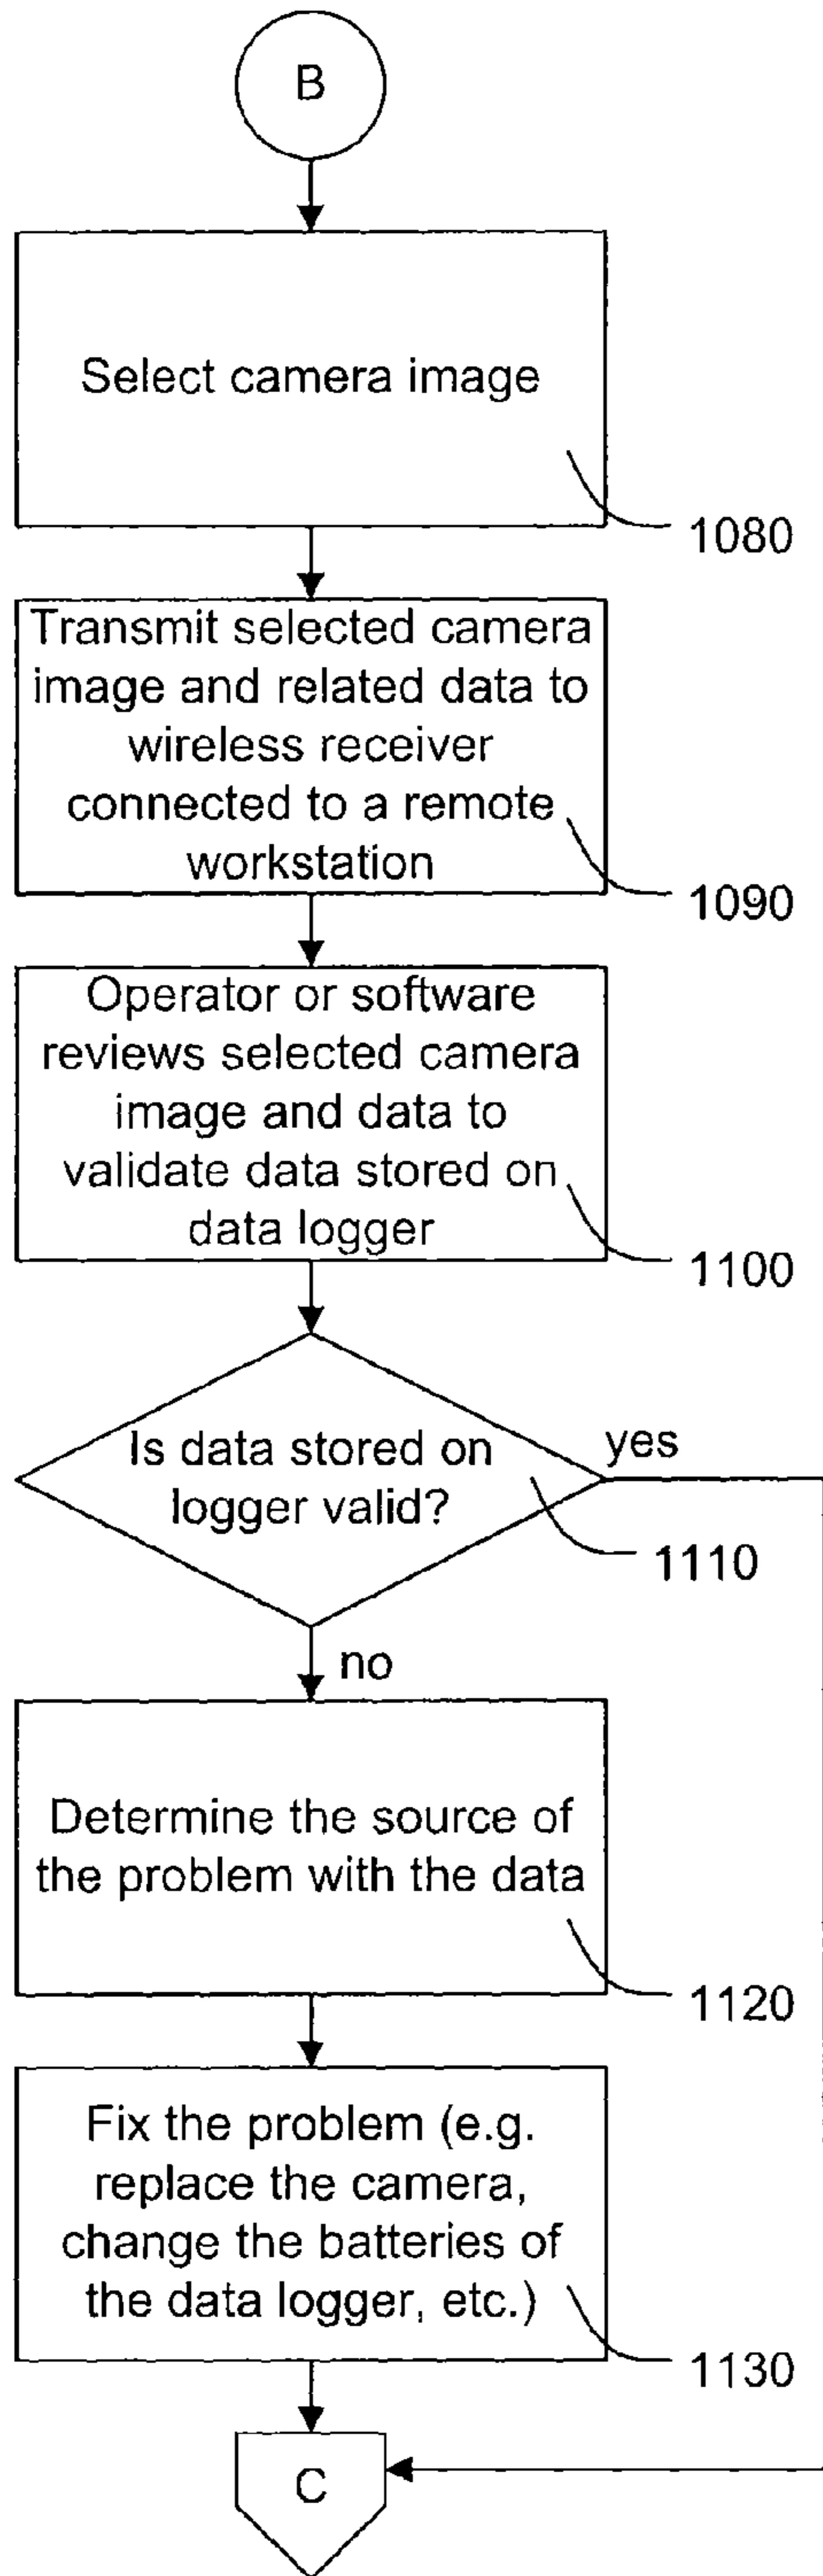 B
Select camera image
1080
Transmit selected camera
image and related data to
wireless receiver
connected to a remote
workstation
1090
Operator or software
reviews selected camera
image and data to
validate data stored on
data logger
1100
Is data stored on
logger valid?
yes
1110
no
Determine the source of
the problem with the data
1120
Fix the problem (e.g.
replace the camera,
change the batteries of
the data logger, etc.)
1130
C